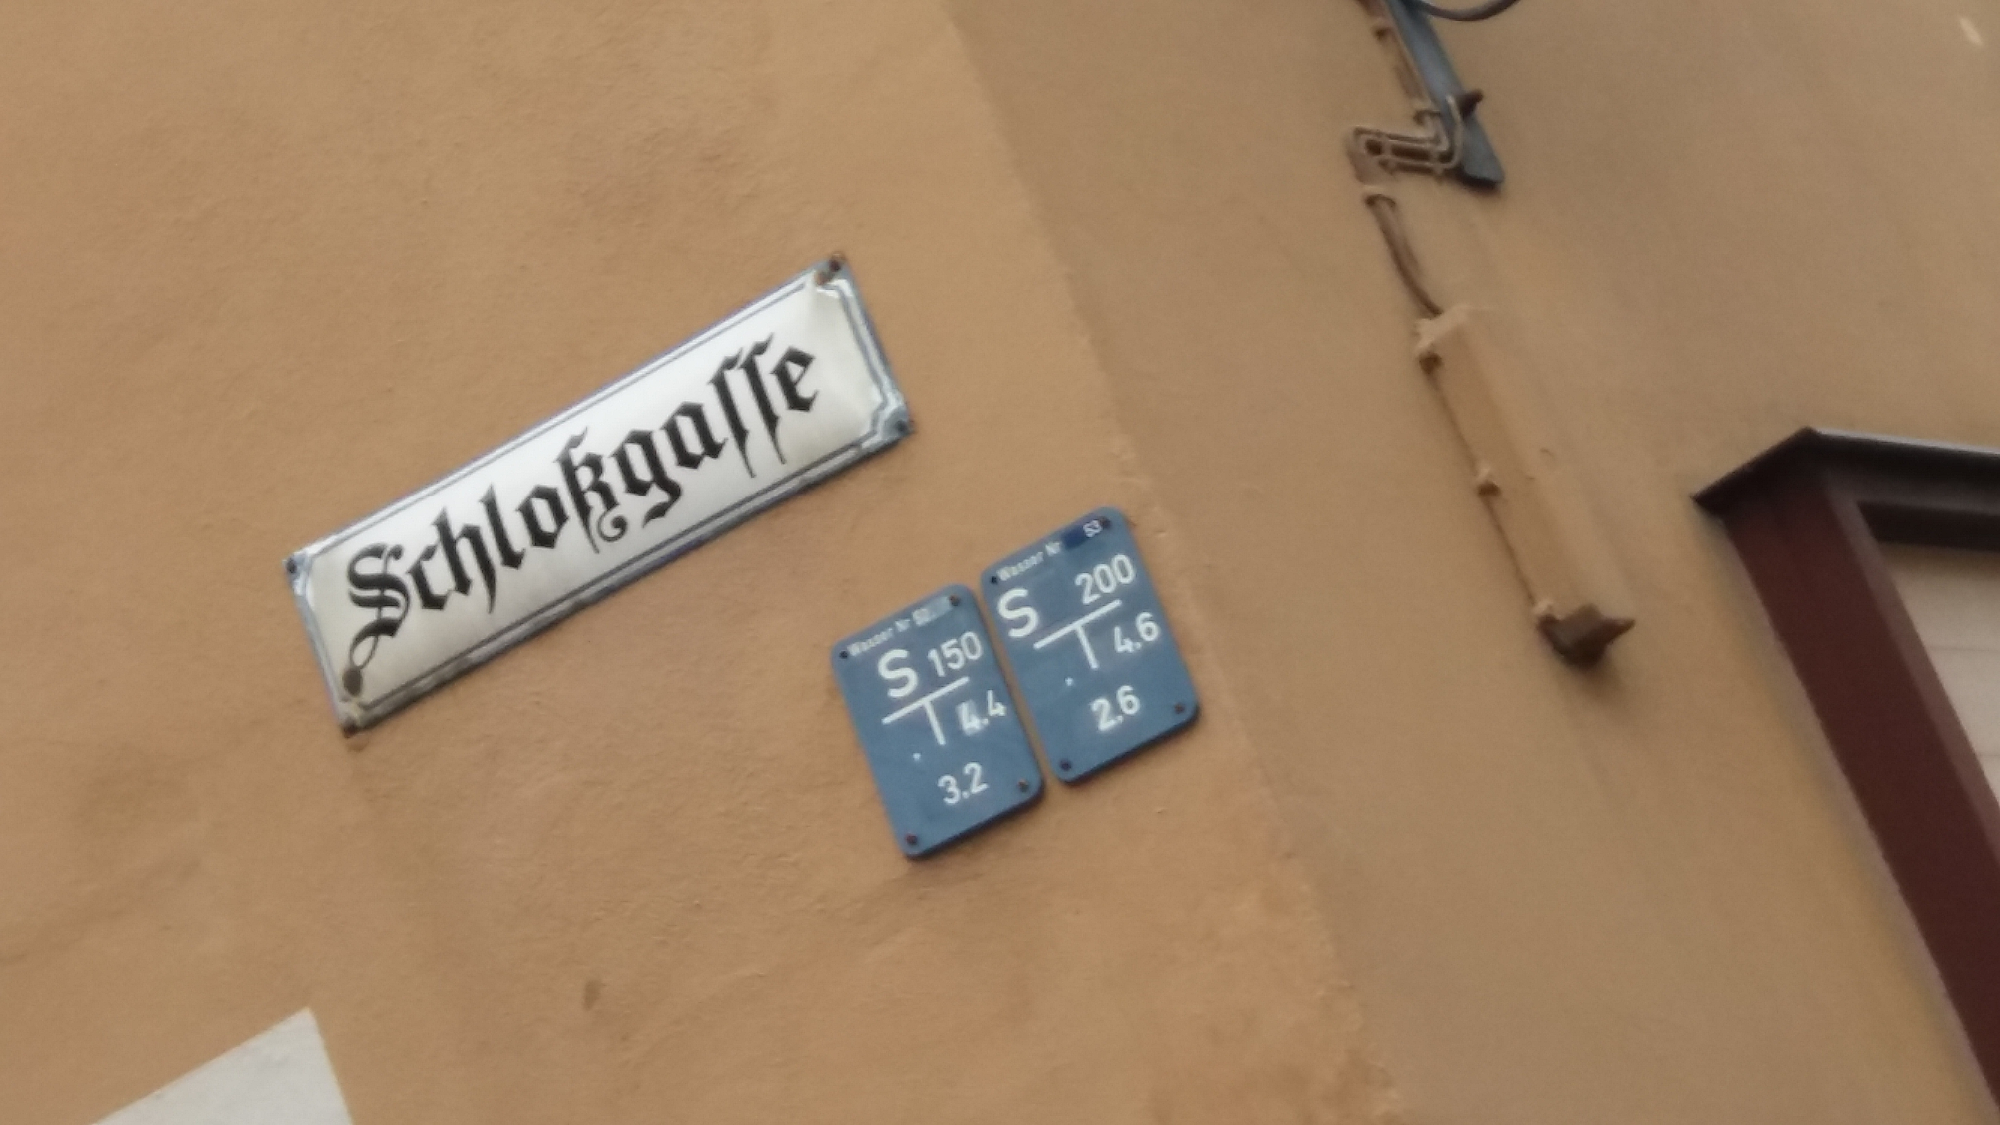 Schloßgasse
Wasser Nr
S 150
4.4
3.2
Wasser Nr 53
S 200
4.6
2.6